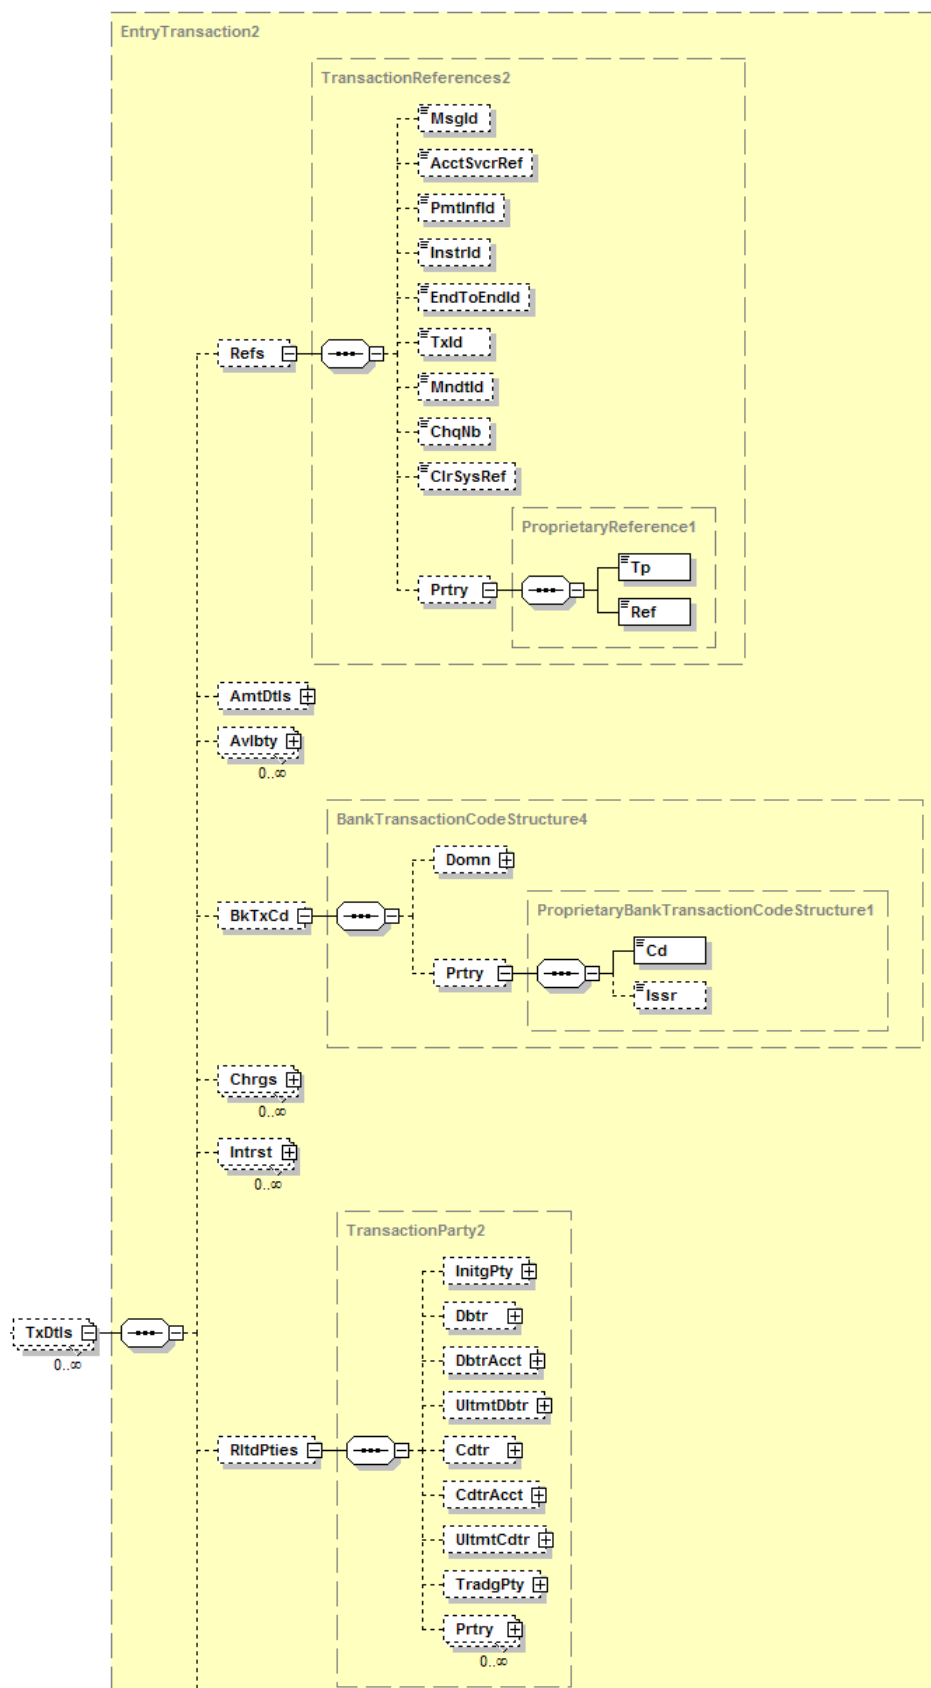 EntryTransaction2
TransactionReferences2
MsgId
AcctSvcrRef
PmtInfId
InstrId
EndToEndId
Refs
TxId
MndtId
ChqNb
ClrSysRef
ProprietaryReference1
Prtry
Tp
Ref
AmtDtls
Avlbty
0..∞
BankTransactionCodeStructure4
Domn
BkTxCd
ProprietaryBankTransactionCodeStructure1
Prtry
Cd
Issr
Chrgs
0..∞
Intrst
0..∞
TransactionParty2
InitgPty
Dbtr
TxDtls
0..∞
DbtrAcct
UltmtDbtr
RltdPties
Cdtr
CdtrAcct
UltmtCdtr
TradgPty
Prtry
0..∞